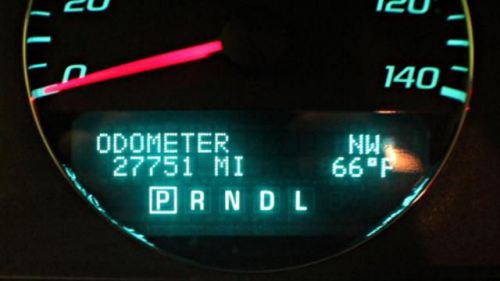 20 120
0 140
ODOMETER NW
27751 MI 66°F
P R N D L